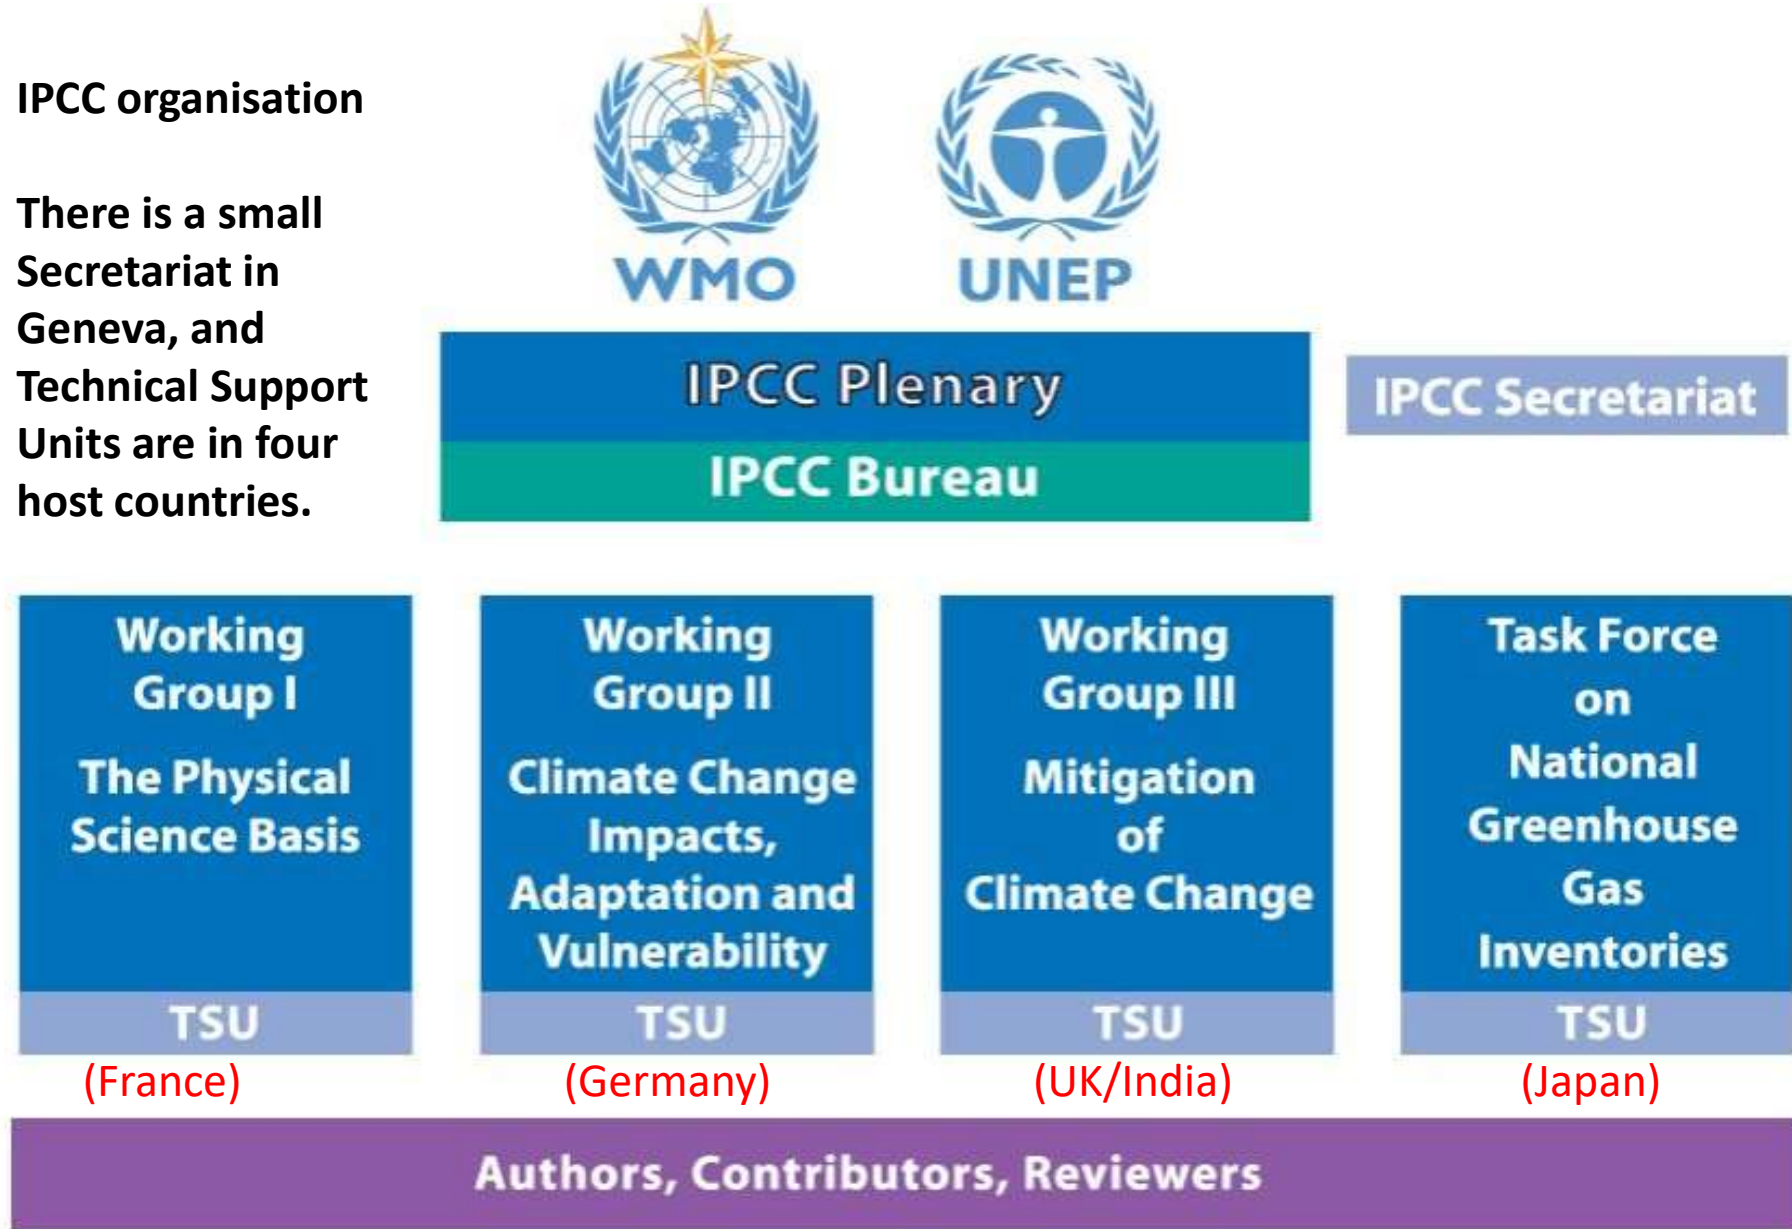 IPCC organisation
There is a small
Secretariat in
Geneva, and
Technical Support
Units are in four
host countries.
WMO
UNEP
IPCC Plenary
IPCC Bureau
IPCC Secretariat
Working
Group I
The Physical
Science Basis
TSU
(France)
Working
Group II
Climate Change
Impacts,
Adaptation and
Vulnerability
TSU
(Germany)
Working
Group III
Mitigation
of
Climate Change
TSU
(UK/India)
Task Force
on
National
Greenhouse
Gas
Inventories
TSU
(Japan)
Authors, Contributors, Reviewers